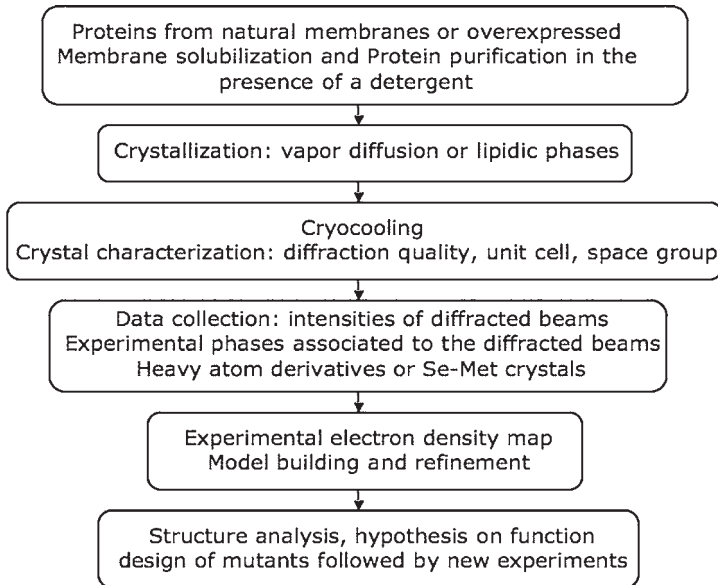 Proteins from natural membranes or overexpressed
Membrane solubilization and Protein purification in the
presence of a detergent
Crystallization: vapor diffusion or lipidic phases
Cryocooling
Crystal characterization: diffraction quality, unit cell, space group
Data collection: intensities of diffracted beams
Experimental phases associated to the diffracted beams
Heavy atom derivatives or Se-Met crystals
Experimental electron density map
Model building and refinement
Structure analysis, hypothesis on function
design of mutants followed by new experiments